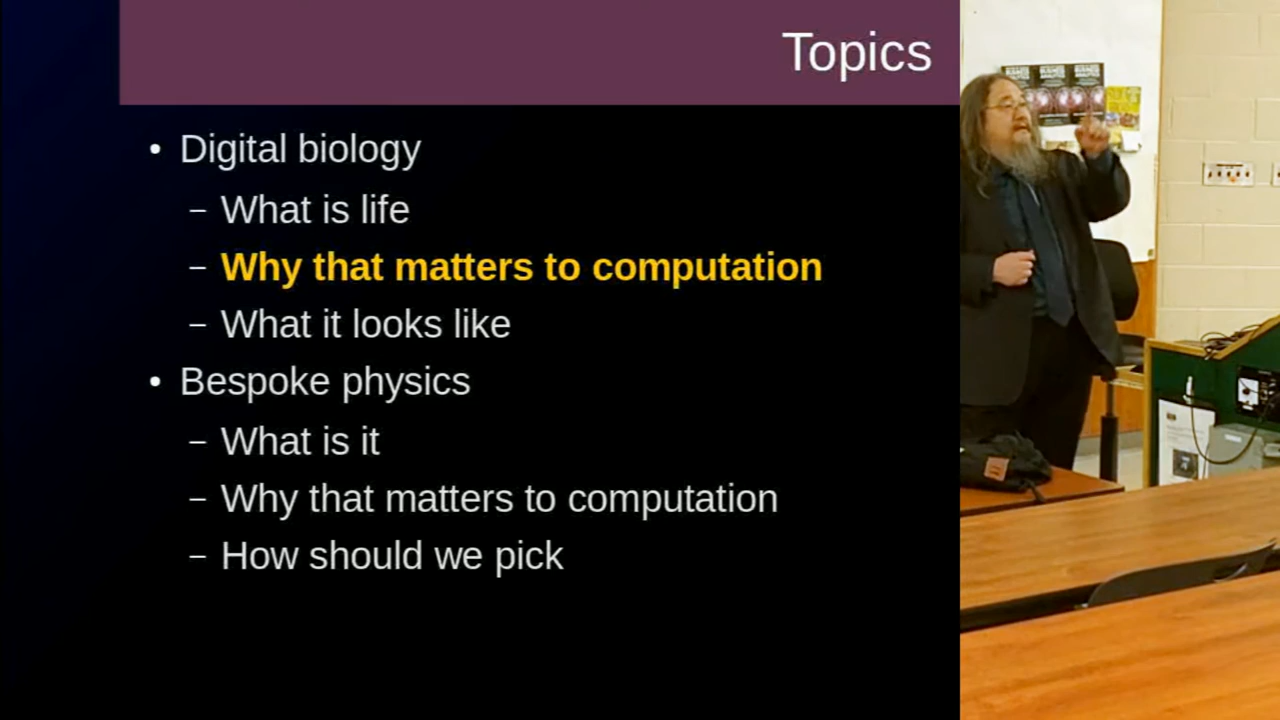 Topics
• Digital biology
– What is life
– Why that matters to computation
– What it looks like
• Bespoke physics
– What is it
– Why that matters to computation
– How should we pick